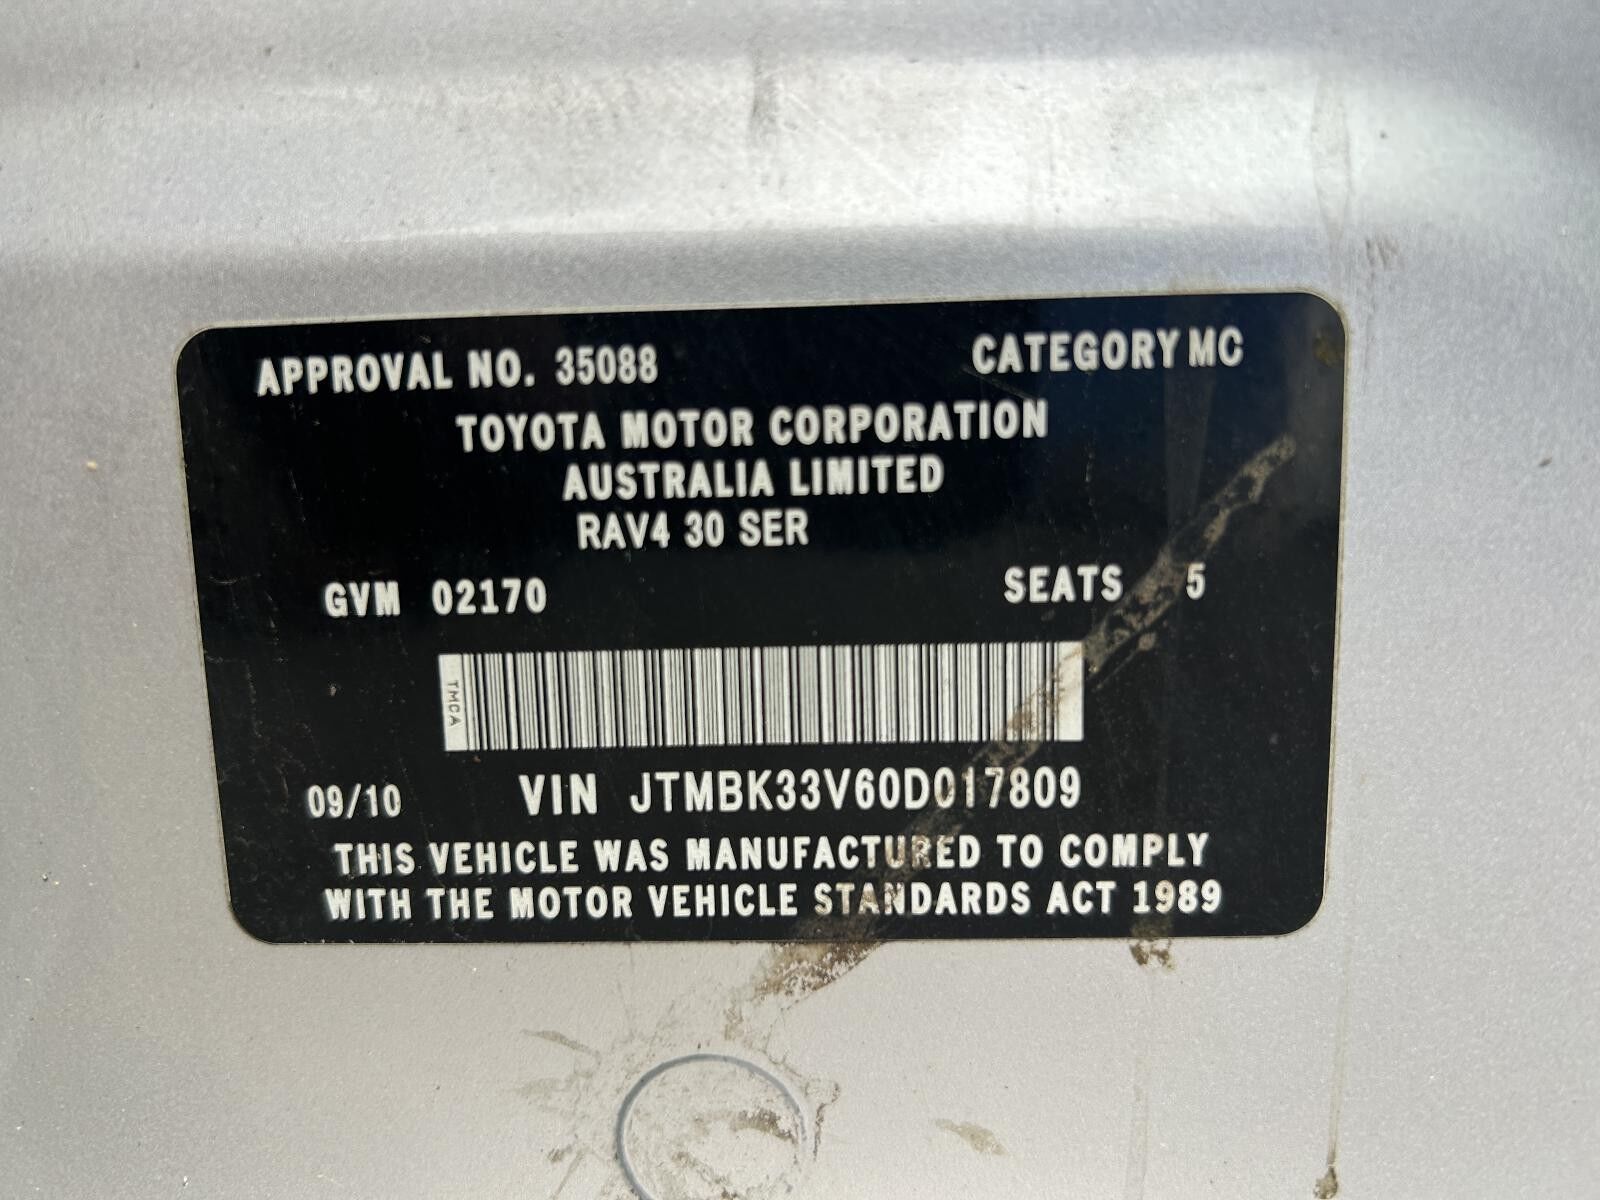 APPROVAL NO. 35088 CATEGORY MC
TOYOTA MOTOR CORPORATION
AUSTRALIA LIMITED
RAV4 30 SER
GVM 02170 SEATS 5
TMCA
09/10 VIN JTMBK33V60D017809
THIS VEHICLE WAS MANUFACTURED TO COMPLY
WITH THE MOTOR VEHICLE STANDARDS ACT 1989